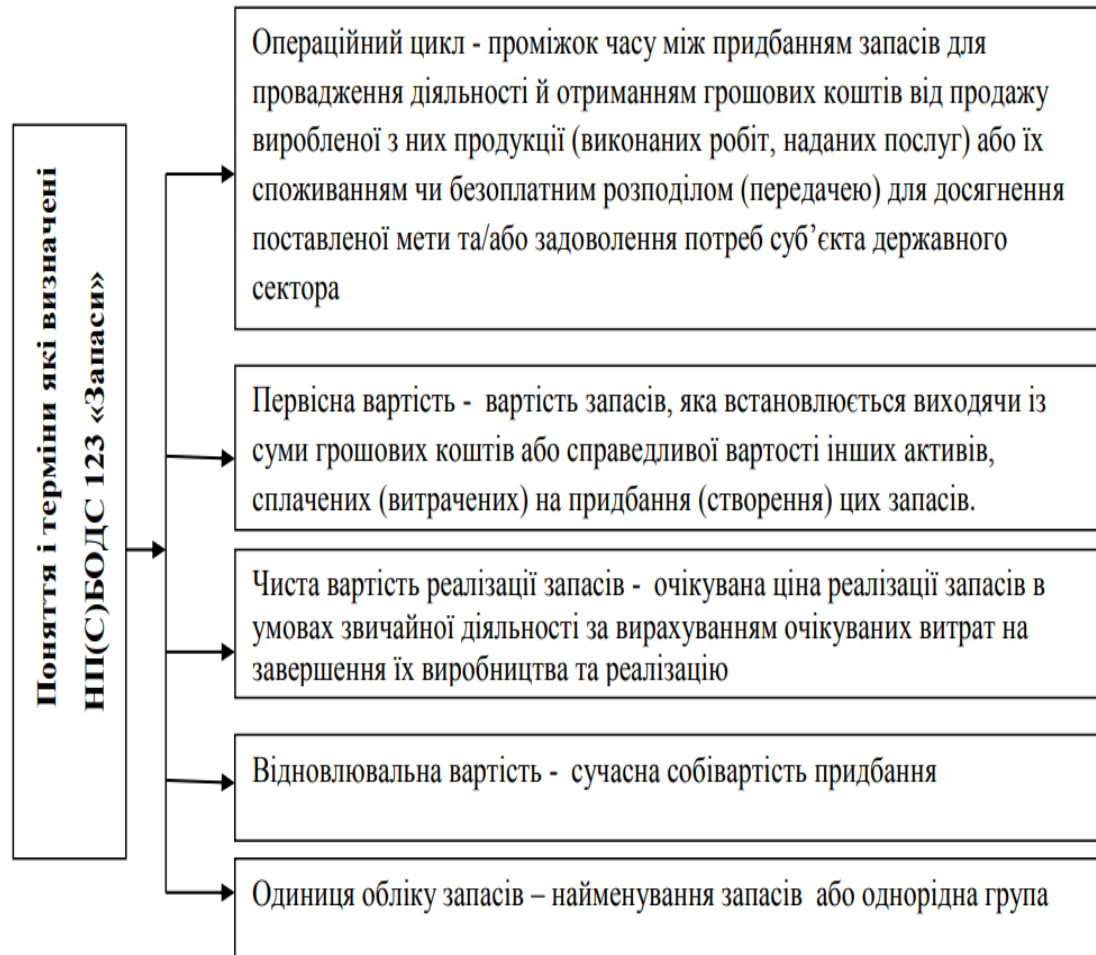 Поняття і терміни які визначені
НП(С)БОДС 123 «Запаси»
Операційний цикл - проміжок часу між придбанням запасів для
провадження діяльності й отриманням грошових коштів від продажу
виробленої з них продукції (виконаних робіт, наданих послуг) або їх
споживанням чи безоплатним розподілом (передачею) для досягнення
поставленої мети та/або задоволення потреб суб’єкта державного
сектора
Первісна вартість - вартість запасів, яка встановлюється виходячи із
суми грошових коштів або справедливої вартості інших активів,
сплачених (витрачених) на придбання (створення) цих запасів.
Чиста вартість реалізації запасів - очікувана ціна реалізації запасів в
умовах звичайної діяльності за вирахуванням очікуваних витрат на
завершення їх виробництва та реалізацію
Відновлювальна вартість - сучасна собівартість придбання
Одиниця обліку запасів – найменування запасів або однорідна група